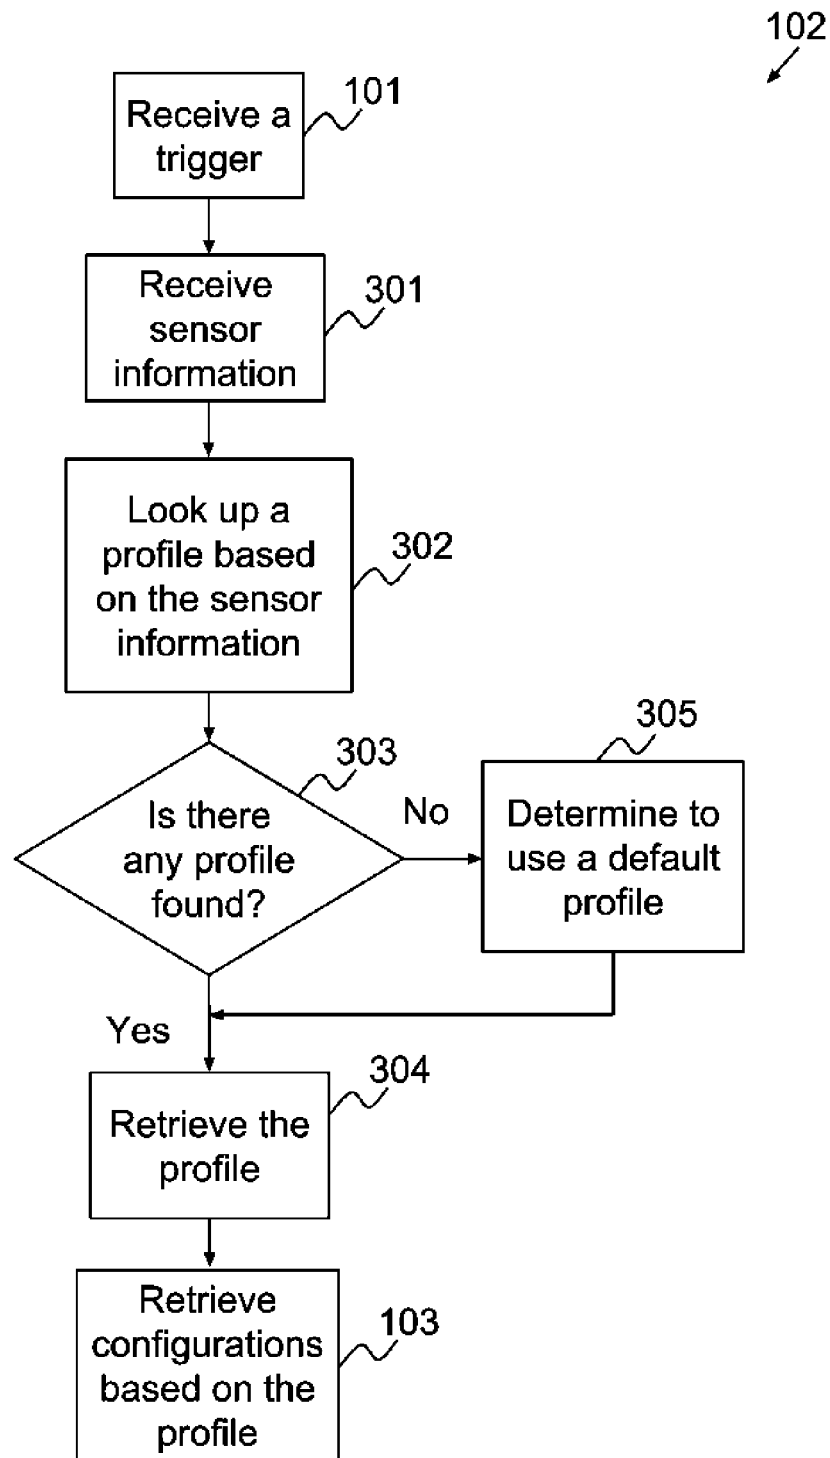 102
101
Receive a
trigger
301
Receive
sensor
information
302
Look up a
profile based
on the sensor
information
303
Is there
any profile
found?
No
305
Determine to
use a default
profile
Yes
304
Retrieve the
profile
103
Retrieve
configurations
based on the
profile